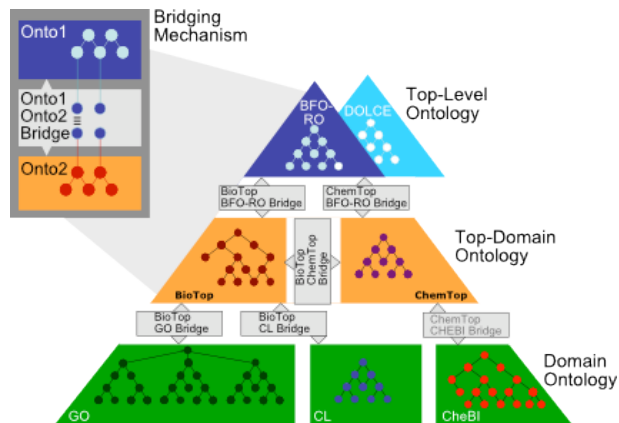 Bridging
Mechanism
Onto1
Onto1
Onto2
≡
Bridge
Onto2
BFO-
RO
DOLCE
Top-Level
Ontology
BioTop
BFO-RO Bridge
ChemTop
BFO-RO Bridge
BioTop
ChemTop
Bridge
Top-Domain
Ontology
BioTop
ChemTop
BioTop
GO Bridge
BioTop
CL Bridge
ChemTop
CHEBI Bridge
Domain
Ontology
GO
CL
CheBI